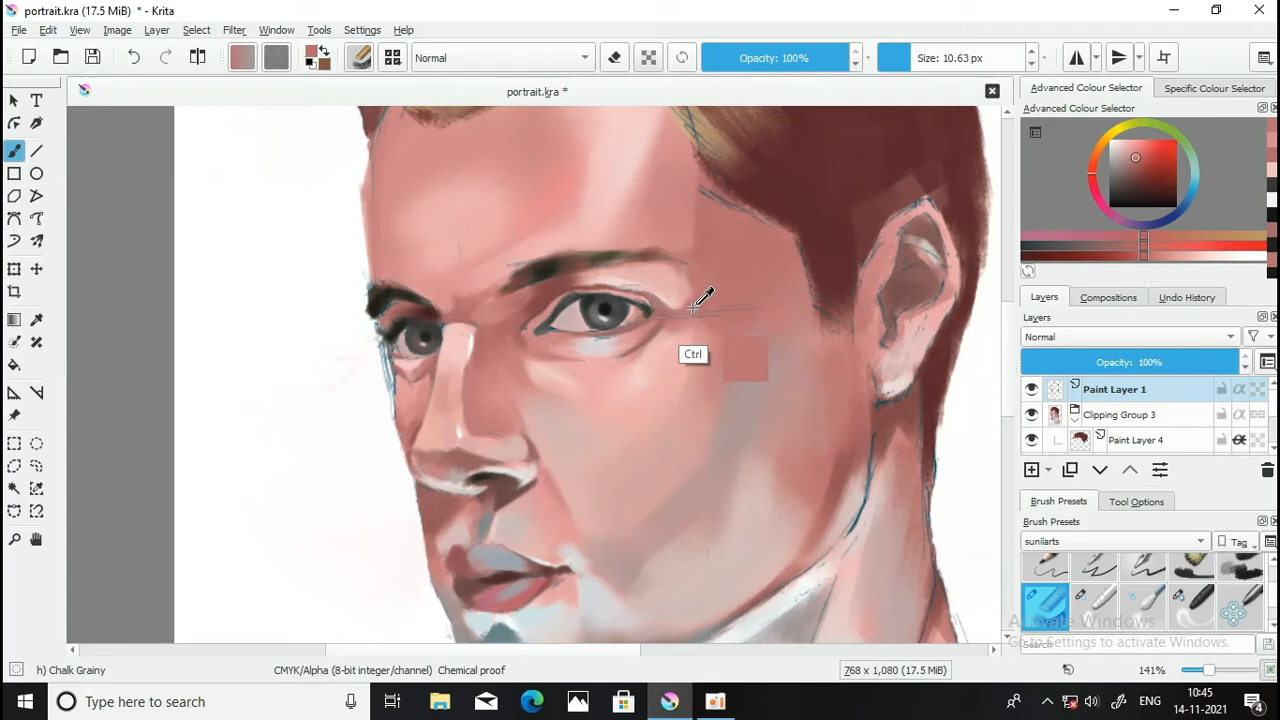 portrait.kra (17.5 MiB) * - Krita
File Edit View Image Layer Select Filter Tools Settings Window Help
Normal
Opacity: 100%
Size: 10.63 px
portrait.kra *
Advanced Colour Selector
Specific Colour Selector
Advanced Colour Selector
Ctrl
Layers
Compositions
Undo History
Layers
Normal
Opacity: 100%
Paint Layer 1
Clipping Group 3
Paint Layer 4
Brush Presets
Tool Options
Brush Presets
sunilarts
Tag
Activate Windows
Go to Settings to activate Windows.
Search
h) Chalk Grainy
CMYK/Alpha (8-bit integer/channel) Chemical proof
768 x 1,080 (17.5 MiB)
141%
Type here to search
ENG
10:45
14-11-2021
4